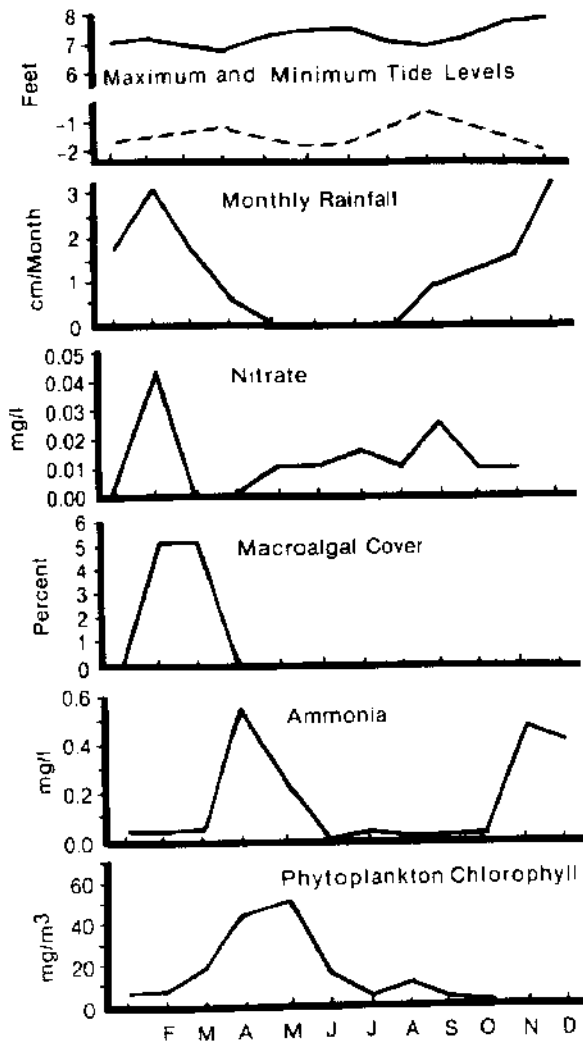 8
7
6
Feet
Maximum and Minimum Tide Levels
-1
-2
3
2
1
0
cm/Month
Monthly Rainfall
0.05
0.04
0.03
0.02
0.01
0.00
mg/l
Nitrate
6
5
4
3
2
1
0
Percent
Macroalgal Cover
0.6
0.4
0.2
0.0
mg/l
Ammonia
60
40
20
0
mg/m³
Phytoplankton Chlorophyll
F M A M J J A S O N D